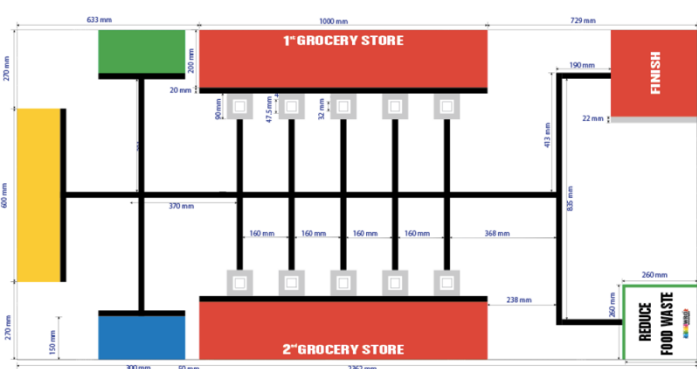 633 mm
1000 mm
729 mm
1st GROCERY STORE
270 mm
200 mm
20 mm
90 mm
47.5 mm
32 mm
190 mm
FINISH
22 mm
413 mm
600 mm
370 mm
835 mm
160 mm
160 mm
160 mm
160 mm
368 mm
260 mm
238 mm
260 mm
REDUCE
FOOD WASTE
270 mm
150 mm
2nd GROCERY STORE
300 mm
50 mm
2362 mm